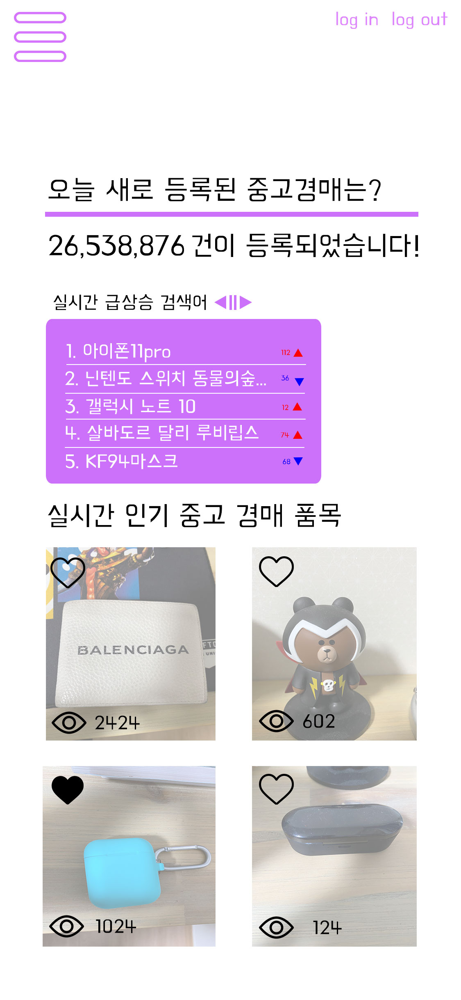 log in log out
오늘 새로 등록된 중고경매는?
26,538,876 건이 등록되었습니다!
실시간 급상승 검색어
1. 아이폰11pro 112
2. 닌텐도 스위치 동물의숲... 36
3. 갤럭시 노트 10 12
4. 살바도르 달리 루비립스 74
5. KF94마스크 68
실시간 인기 중고 경매 품목
BALENCIAGA
2424
602
1024
124